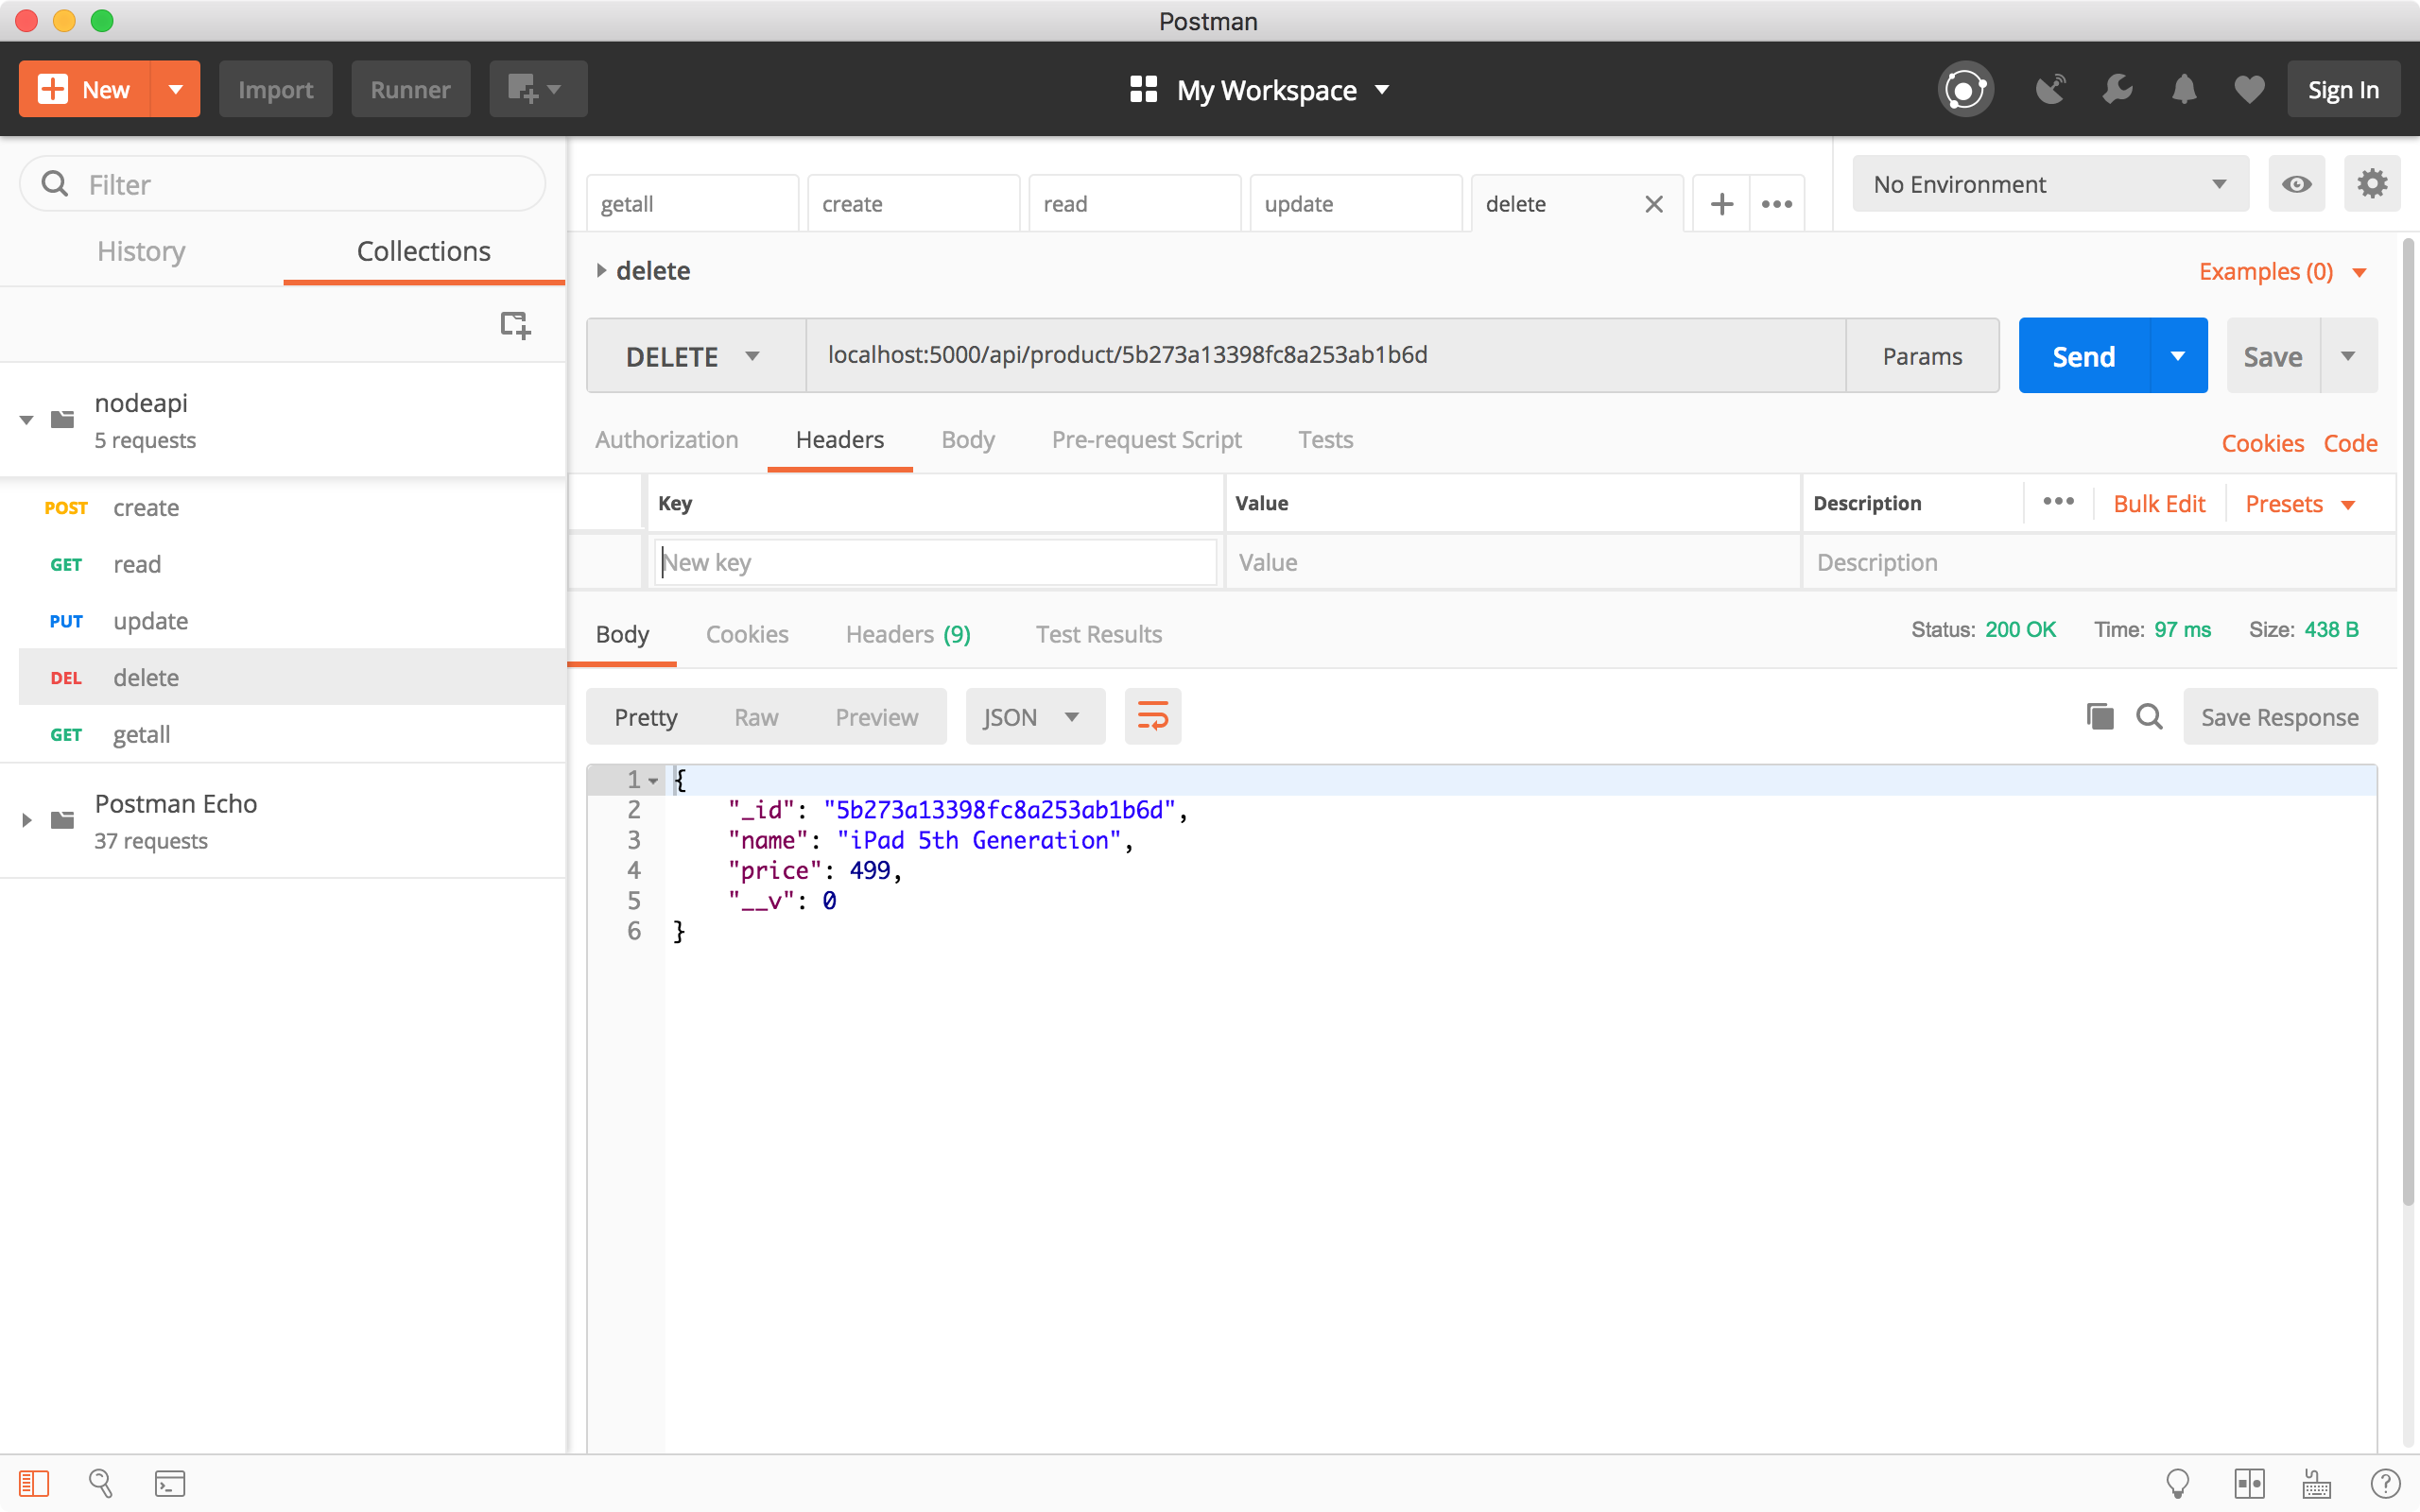 Postman
New
Import
Runner
My Workspace
Sign In
Filter
History
Collections
nodeapi
5 requests
POST create
GET read
PUT update
DEL delete
GET getall
Postman Echo
37 requests
getall
create
read
update
delete
No Environment
delete
Examples (0)
DELETE
localhost:5000/api/product/5b273a13398fc8a253ab1b6d
Params
Send
Save
Authorization
Headers
Body
Pre-request Script
Tests
Cookies
Code
Key
Value
Description
Bulk Edit
Presets
New key
Value
Description
Body
Cookies
Headers (9)
Test Results
Status: 200 OK
Time: 97 ms
Size: 438 B
Pretty
Raw
Preview
JSON
Save Response
1 {
2 "_id": "5b273a13398fc8a253ab1b6d",
3 "name": "iPad 5th Generation",
4 "price": 499,
5 "__v": 0
6 }